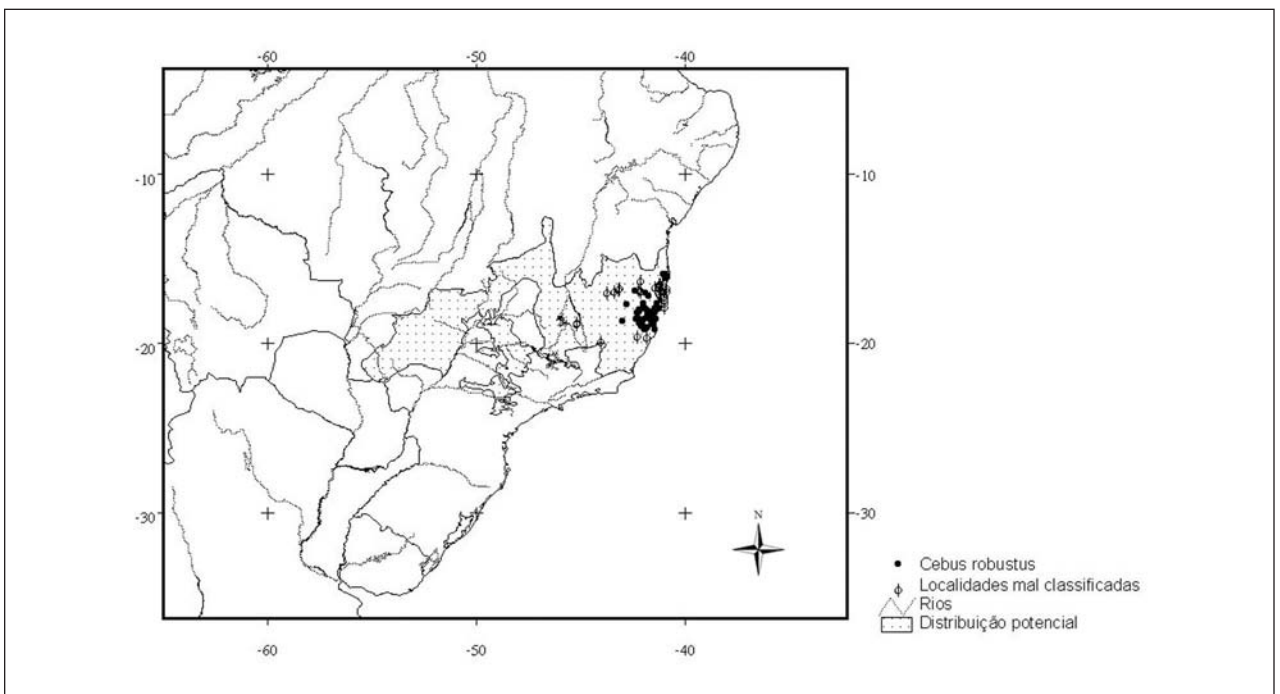 -60 -50 -40
-10 -10
-20 -20
-30 -30
N
Cebus robustus
Localidades mal classificadas
Rios
Distribuição potencial
-60 -50 -40